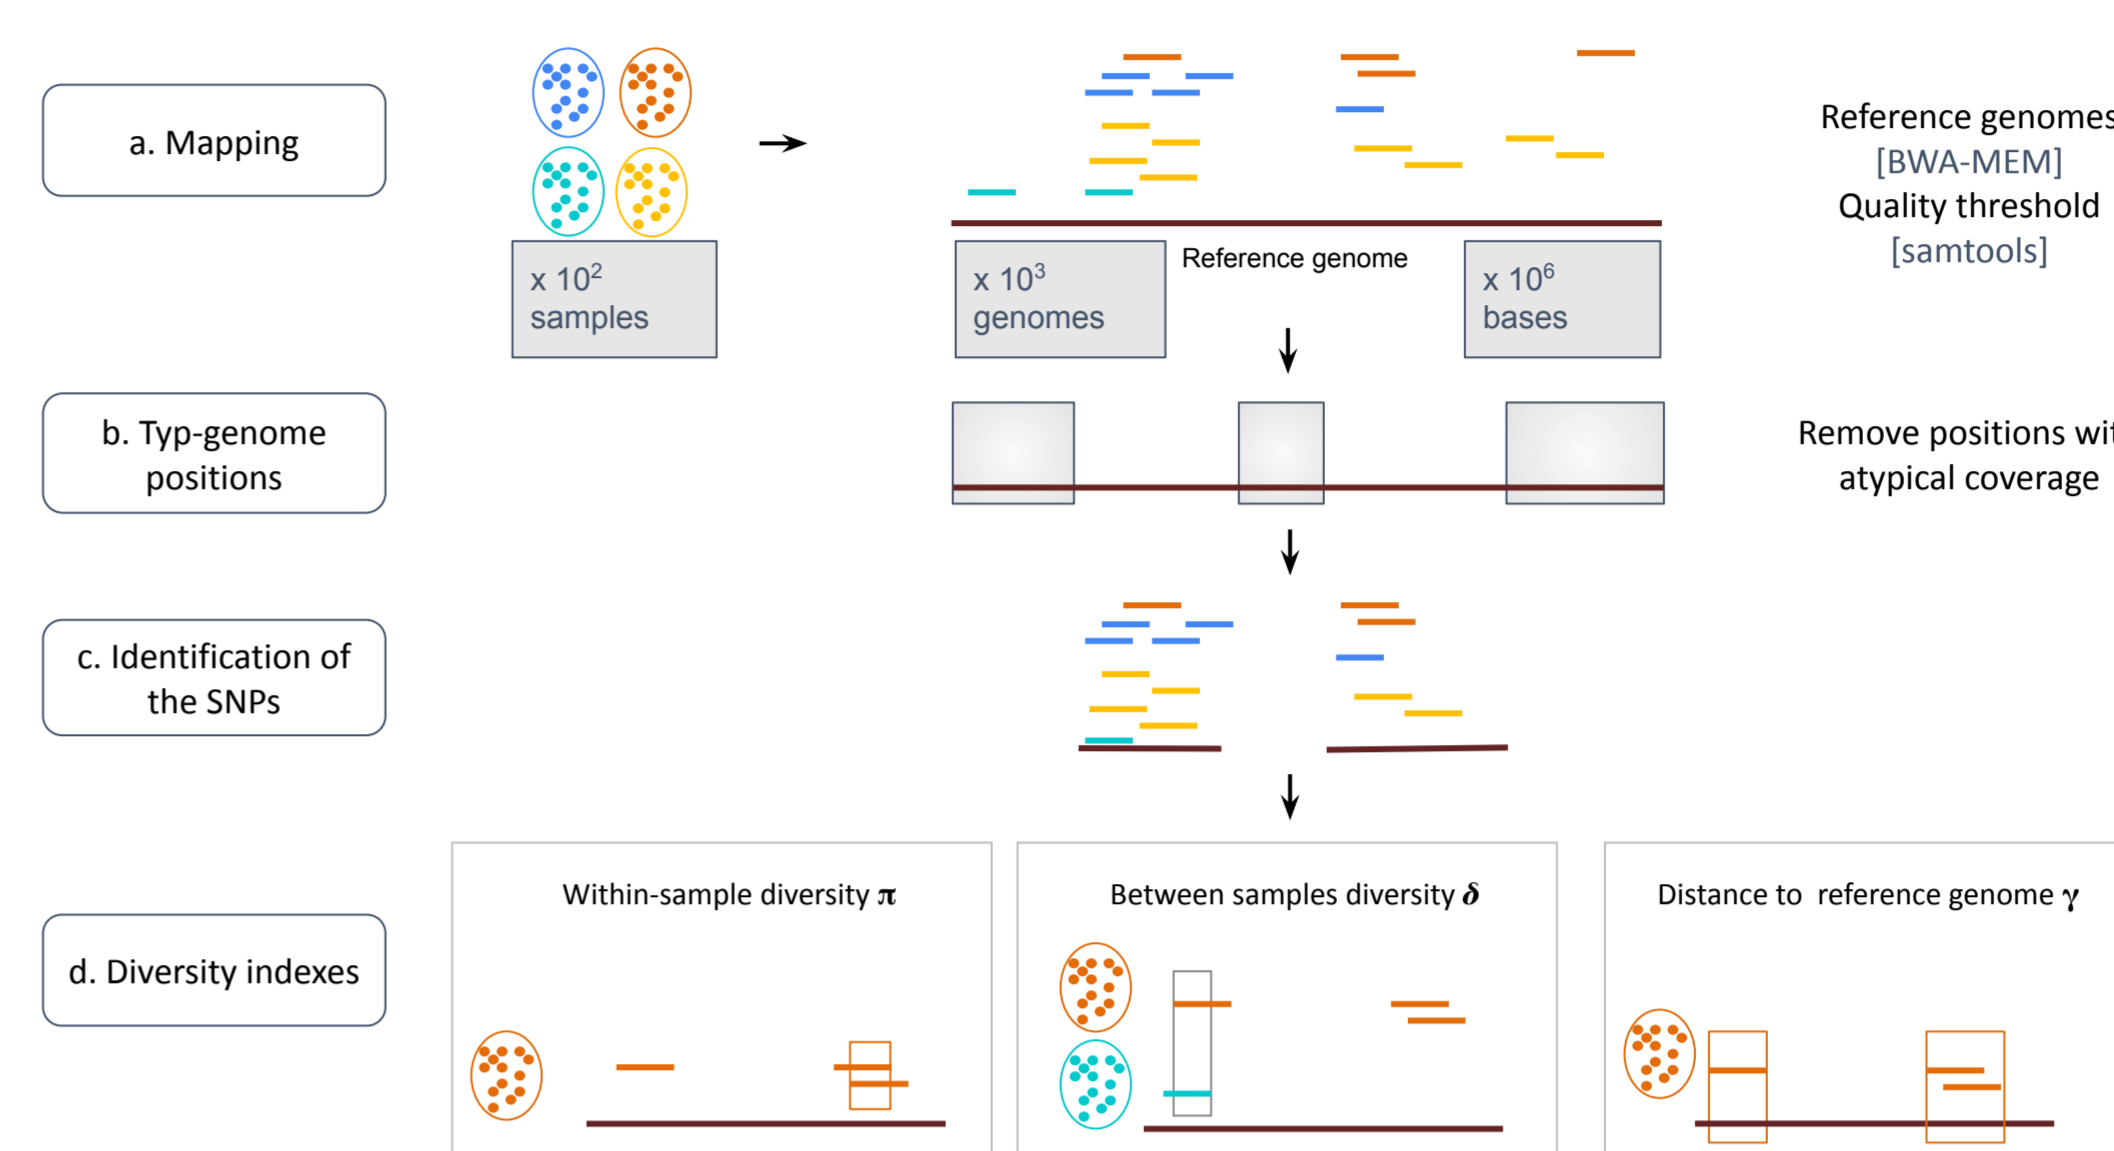 a. Mapping
x 10²
samples
x 10³
genomes
Reference genome
x 10⁶
bases
Reference genomes
[BWA-MEM]
Quality threshold
[samtools]
b. Typ-genome
positions
Remove positions
atypical coverage
c. Identification of
the SNPs
d. Diversity indexes
Within-sample diversity π
Between samples diversity δ
Distance to reference genome γ